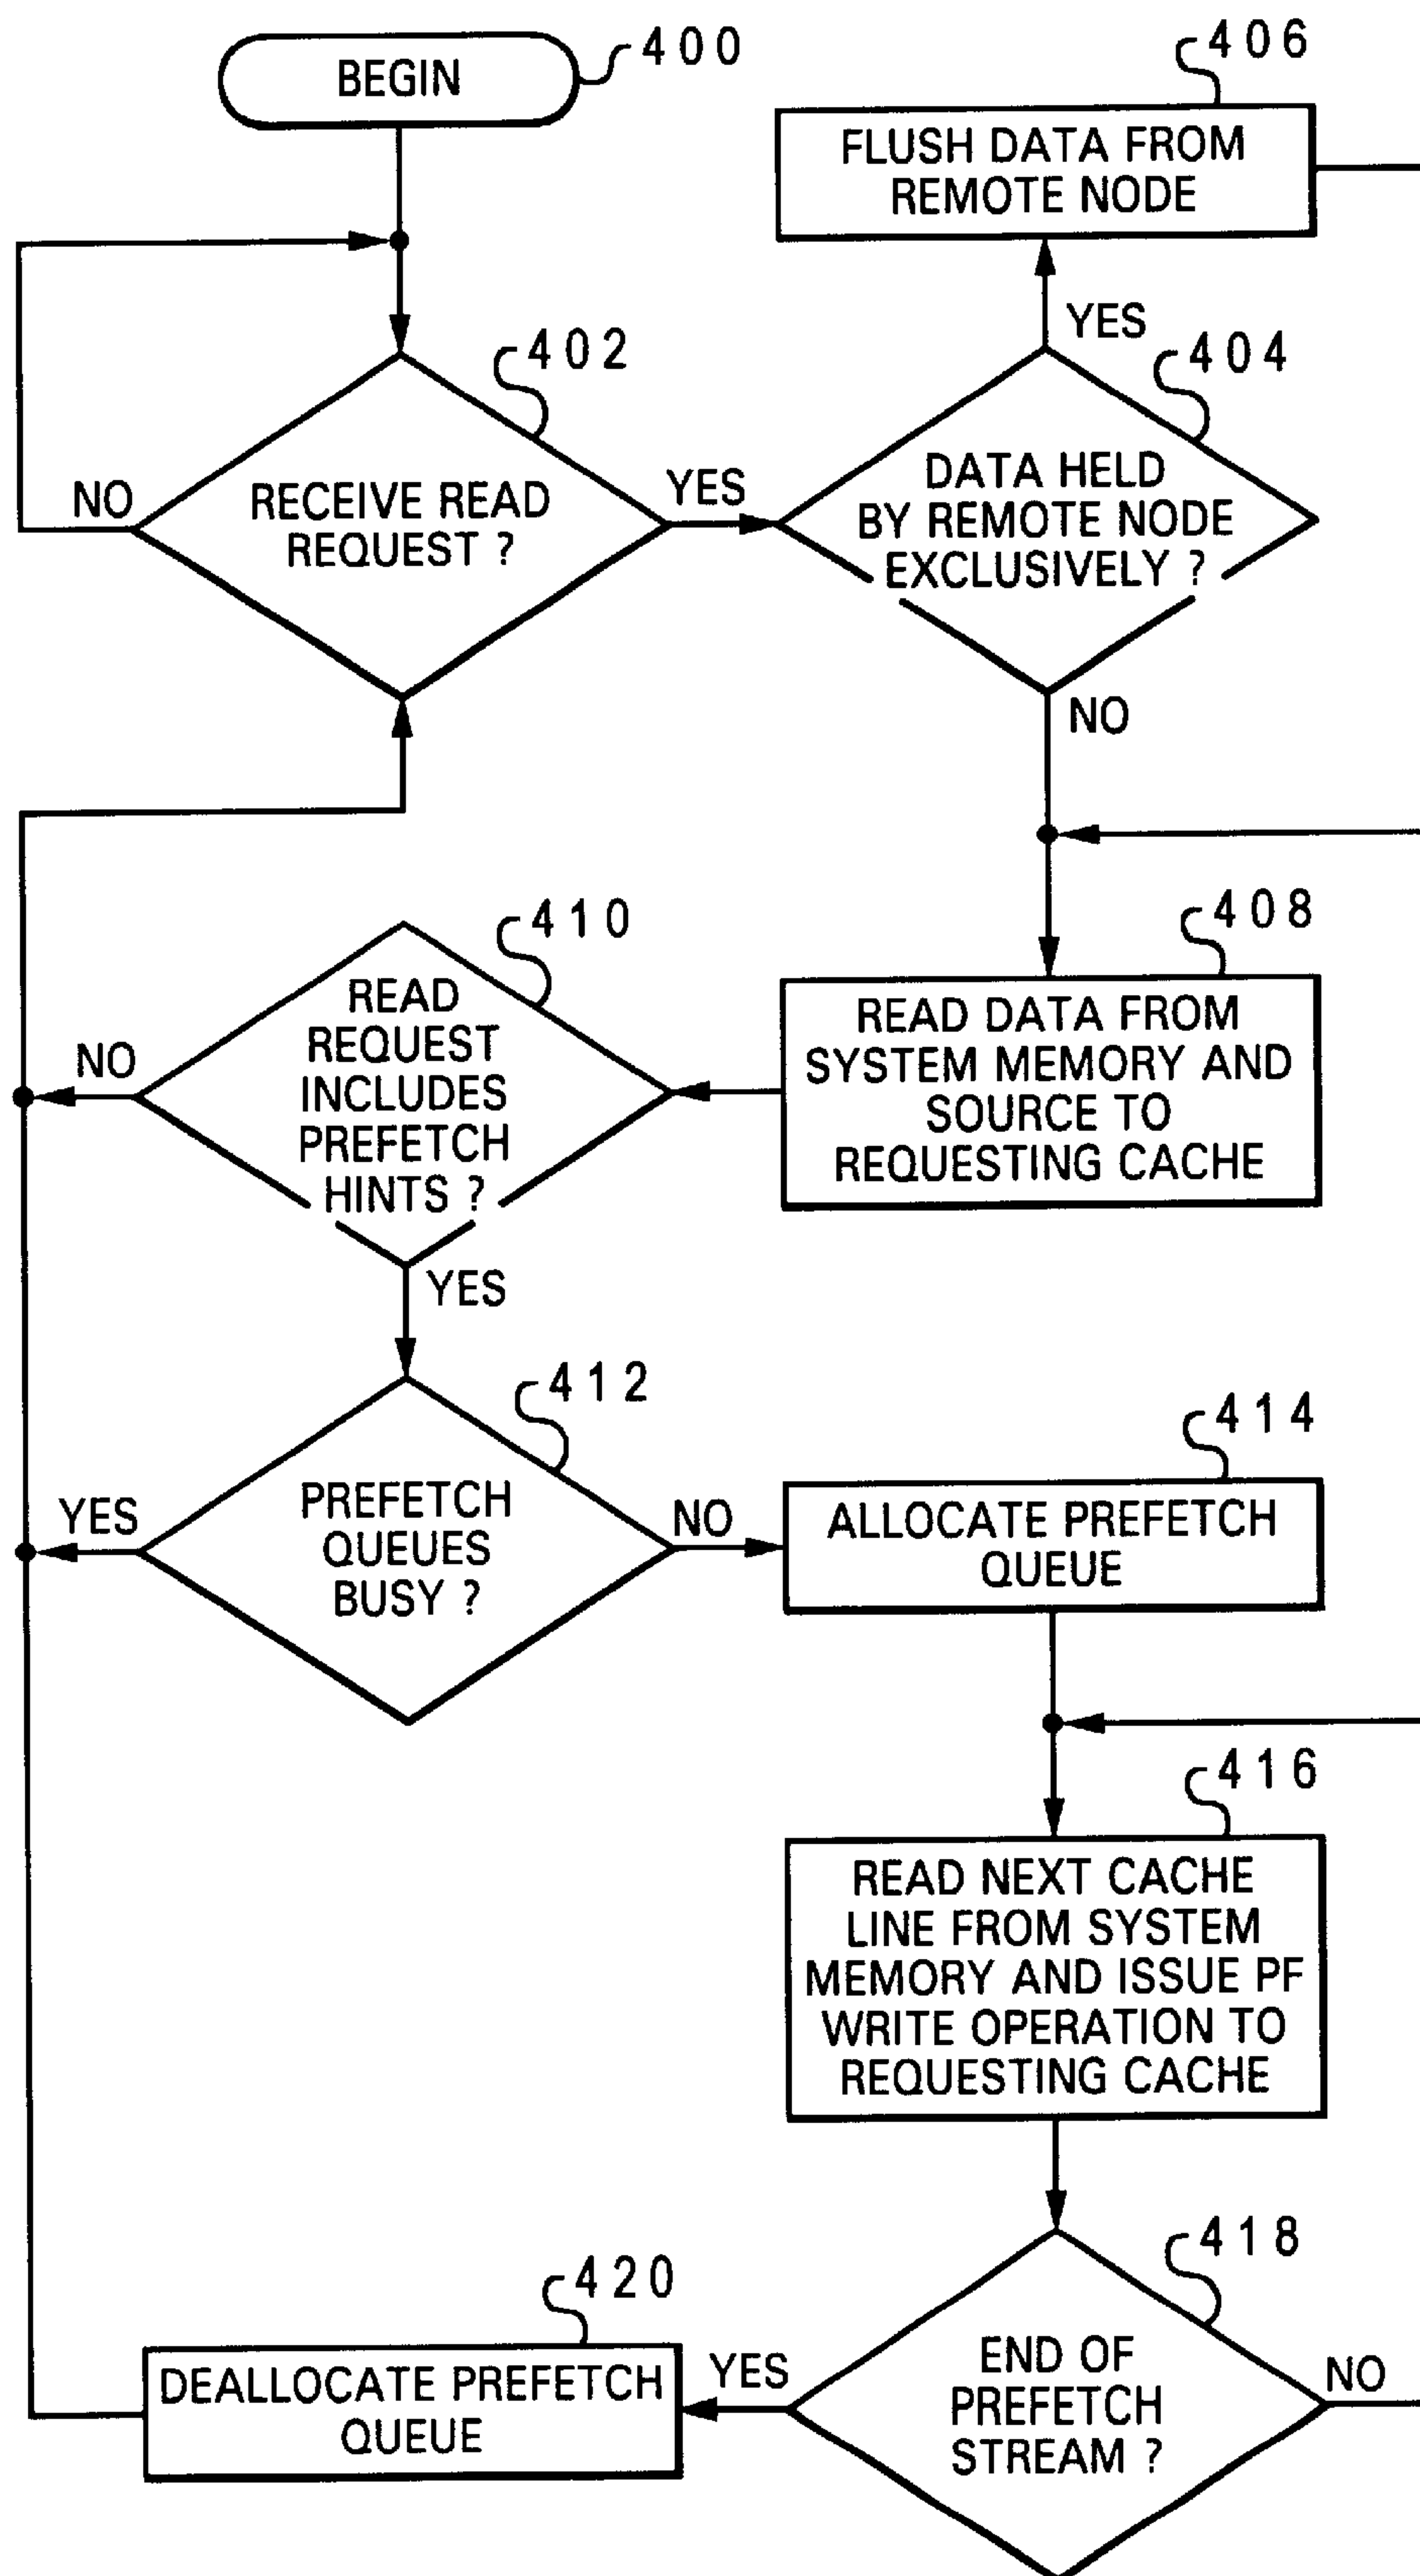 BEGIN
400
406
FLUSH DATA FROM
REMOTE NODE
YES
402
404
NO
RECEIVE READ
REQUEST ?
YES
DATA HELD
BY REMOTE NODE
EXCLUSIVELY ?
NO
410
408
NO
READ
REQUEST
INCLUDES
PREFETCH
HINTS ?
READ DATA FROM
SYSTEM MEMORY AND
SOURCE TO
REQUESTING CACHE
YES
412
414
YES
PREFETCH
QUEUES
BUSY ?
NO
ALLOCATE PREFETCH
QUEUE
416
READ NEXT CACHE
LINE FROM SYSTEM
MEMORY AND ISSUE PF
WRITE OPERATION TO
REQUESTING CACHE
418
420
DEALLOCATE PREFETCH
QUEUE
YES
END OF
PREFETCH
STREAM ?
NO